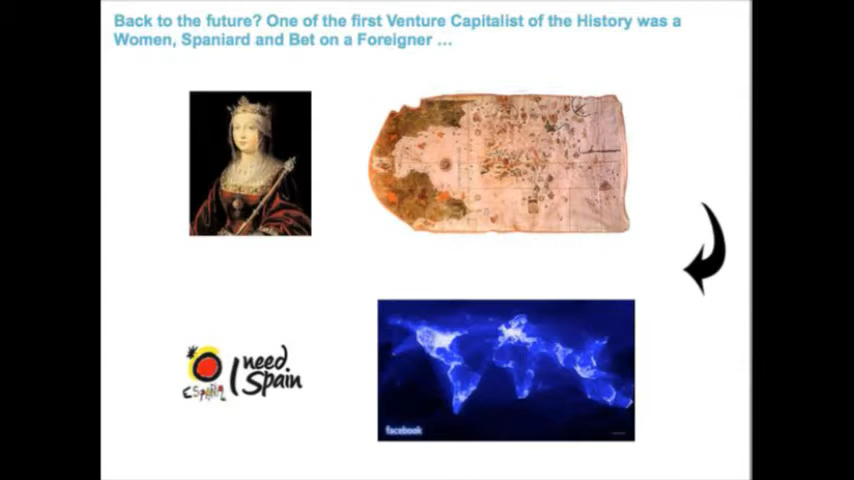 Back to the future? One of the first Venture Capitalist of the History was a
Women, Spaniard and Bet on a Foreigner ...
I need
Spain
ESPAÑA
facebook